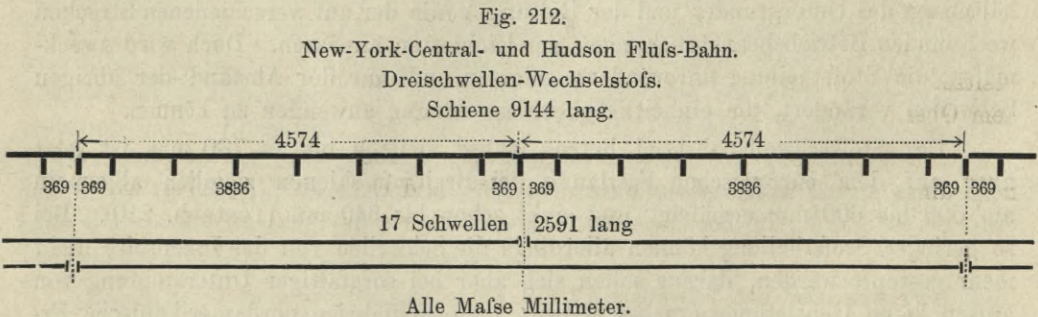 Fig. 212.
New-York-Central- und Hudson Fluſs-Bahn.
Dreischwellen-Wechselstoſs.
Schiene 9144 lang.
4574 4574
369 369 3836 369 369 3836 369 369
17 Schwellen 2591 lang
Alle Maſse Millimeter.